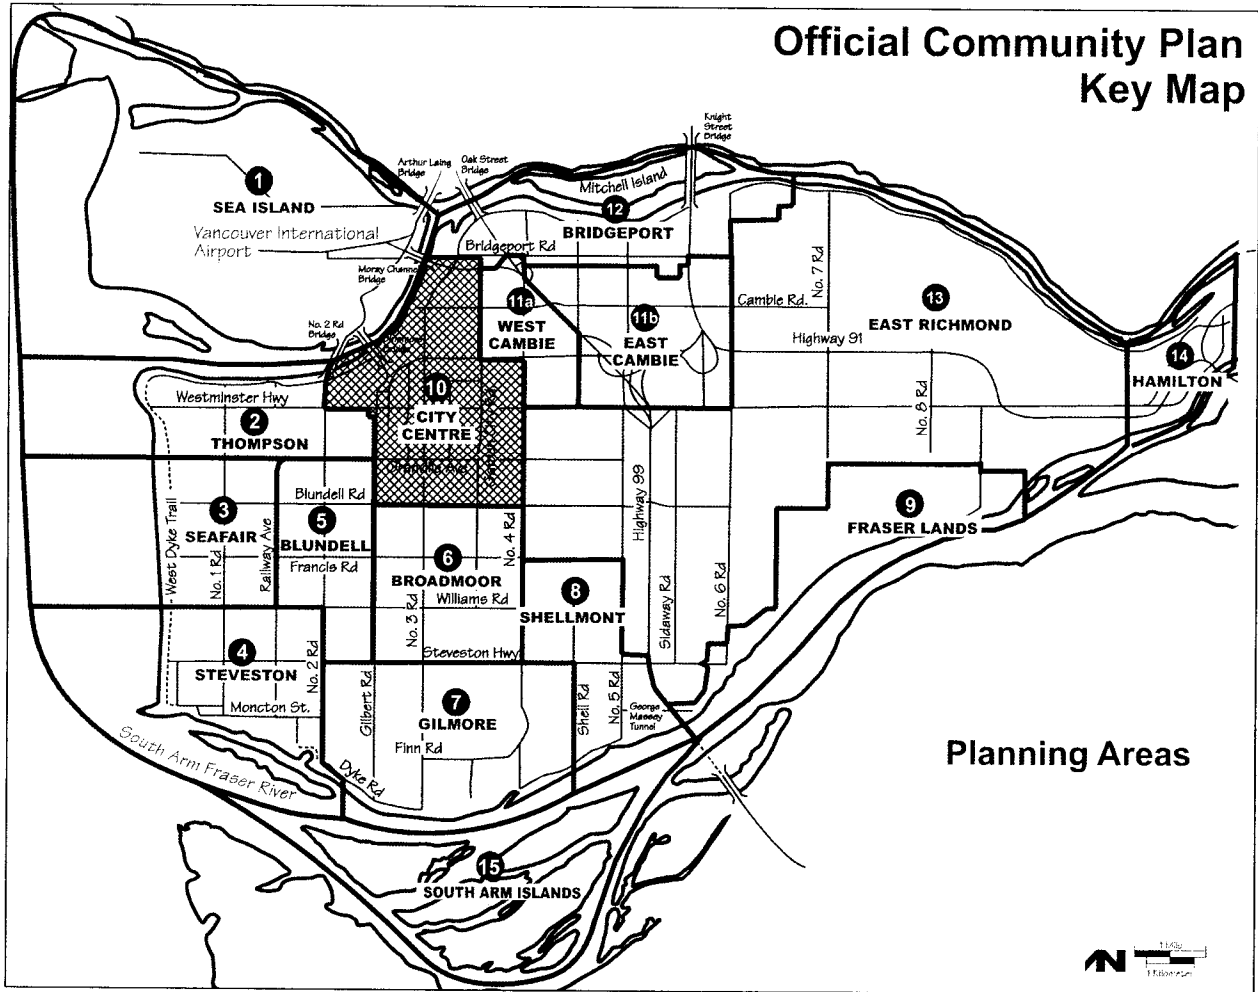 Official Community Plan
Key Map
Knight
Street
Bridge
Arthur Laing
Bridge
Oak Street
Bridge
Mitchell Island
1
SEA ISLAND
12
BRIDGEPORT
Vancouver International
Airport
Bridgeport Rd
Moray Channel
Bridge
No. 7 Rd
11a
WEST
CAMBIE
11b
EAST
CAMBIE
Cambie Rd.
13
EAST RICHMOND
No. 2 Rd
Bridge
Highway 91
14
HAMILTON
10
CITY
CENTRE
Westminster Hwy
2
THOMPSON
No. 8 Rd
Granville Ave
Blundell Rd
3
SEAFAIR
5
BLUNDELL
West Dyke Trail
No. 1 Rd
Railway Ave
Francis Rd
6
BROADMOOR
No. 4 Rd
Williams Rd
No. 3 Rd
Highway 99
9
FRASER LANDS
8
SHELLMONT
Sidaway Rd
No. 6 Rd
4
STEVESTON
No. 2 Rd
Steveston Hwy
Moncton St.
Gilbert Rd
7
GILMORE
Shell Rd
No. 5 Rd
George
Massey
Tunnel
Finn Rd
Dyke Rd
South Arm Fraser River
Planning Areas
15
SOUTH ARM ISLANDS
N
1 Mile
1 Kilometer